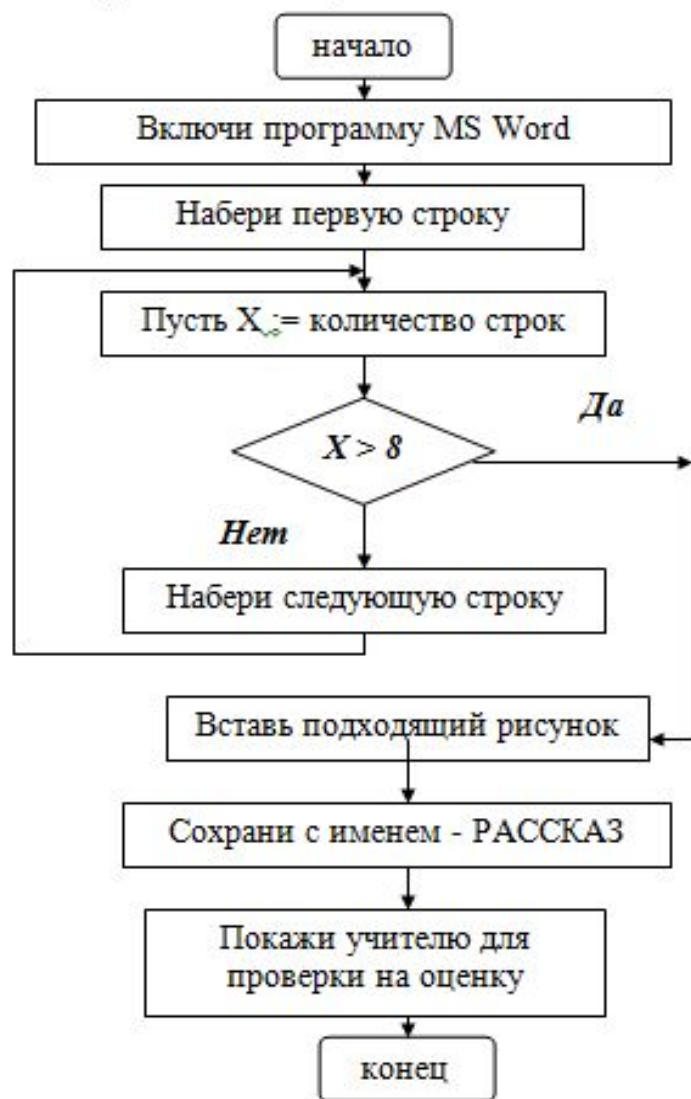 начало
Включи программу MS Word
Набери первую строку
Пусть X := количество строк
Да
X > 8
Нет
Набери следующую строку
Вставь подходящий рисунок
Сохрани с именем - РАССКАЗ
Покажи учителю для
проверки на оценку
конец